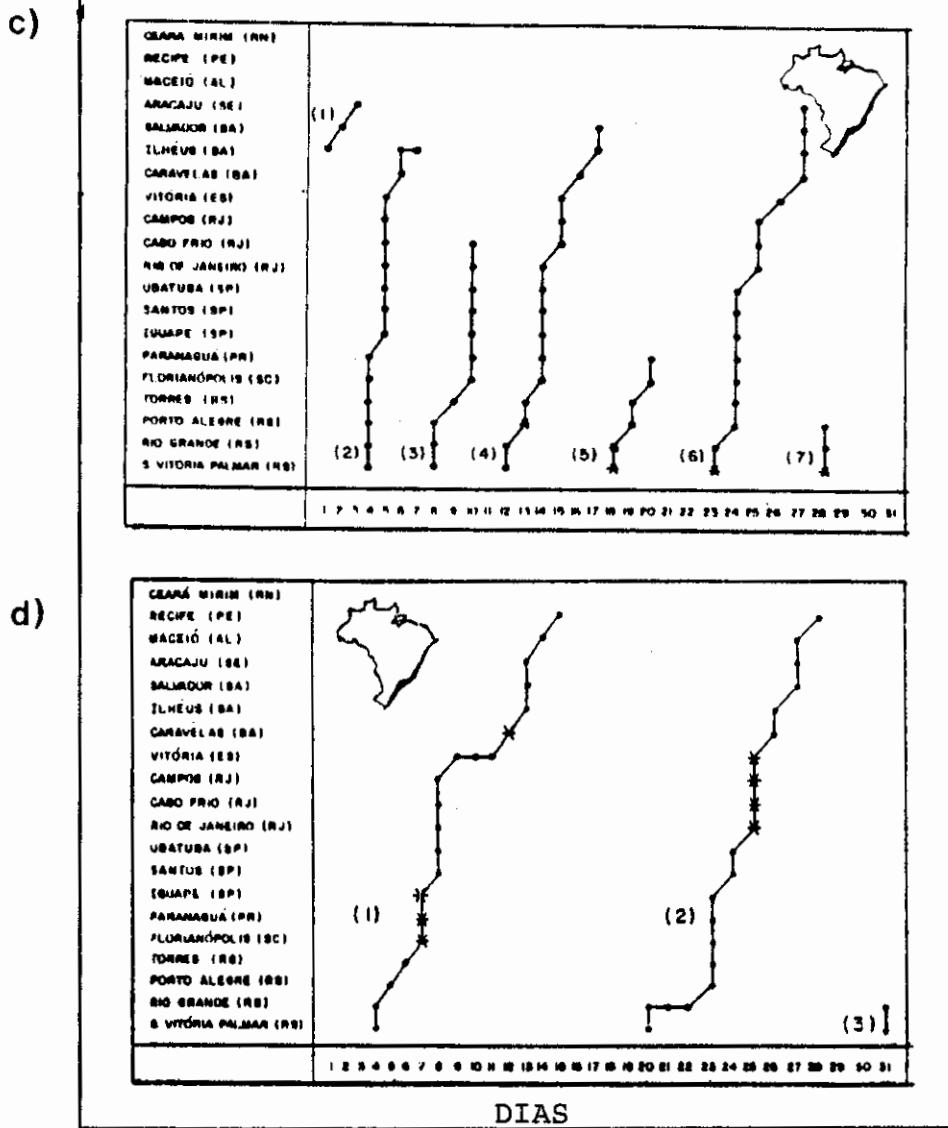 c)
CEARÁ MIRIM (RN)
RECIFE (PE)
MACEIÓ (AL)
ARACAJU (SE)
SALVADOR (BA)
ILHÉUS (BA)
CARAVELAS (BA)
VITÓRIA (ES)
CAMPOS (RJ)
CABO FRIO (RJ)
RIO DE JANEIRO (RJ)
UBATUBA (SP)
SANTOS (SP)
IGUAPE (SP)
PARANAGUÁ (PR)
FLORIANÓPOLIS (SC)
TORRES (RS)
PORTO ALEGRE (RS)
RIO GRANDE (RS)
S VITÓRIA PALMAR (RS)
(1)
(2) (3) (4) (5) (6) (7)
1 2 3 4 5 6 7 8 9 10 11 12 13 14 15 16 17 18 19 20 21 22 23 24 25 26 27 28 29 30 31
d)
CEARÁ MIRIM (RN)
RECIFE (PE)
MACEIÓ (AL)
ARACAJU (SE)
SALVADUR (BA)
ILHÉUS (BA)
CARAVELAS (BA)
VITÓRIA (ES)
CAMPOS (RJ)
CABO FRIO (RJ)
RIO DE JANEIRO (RJ)
UBATUBA (SP)
SANTUS (SP)
IGUAPE (SP)
PARANAGUÁ (PR)
FLORIANÓPOLIS (SC)
TORRES (RS)
PORTO ALEGRE (RS)
RIO GRANDE (RS)
S VITÓRIA PALMAR (RS)
(1) (2)
(3)
1 2 3 4 5 6 7 8 9 10 11 12 13 14 15 16 17 18 19 20 21 22 23 24 25 26 27 28 29 30 31
DIAS